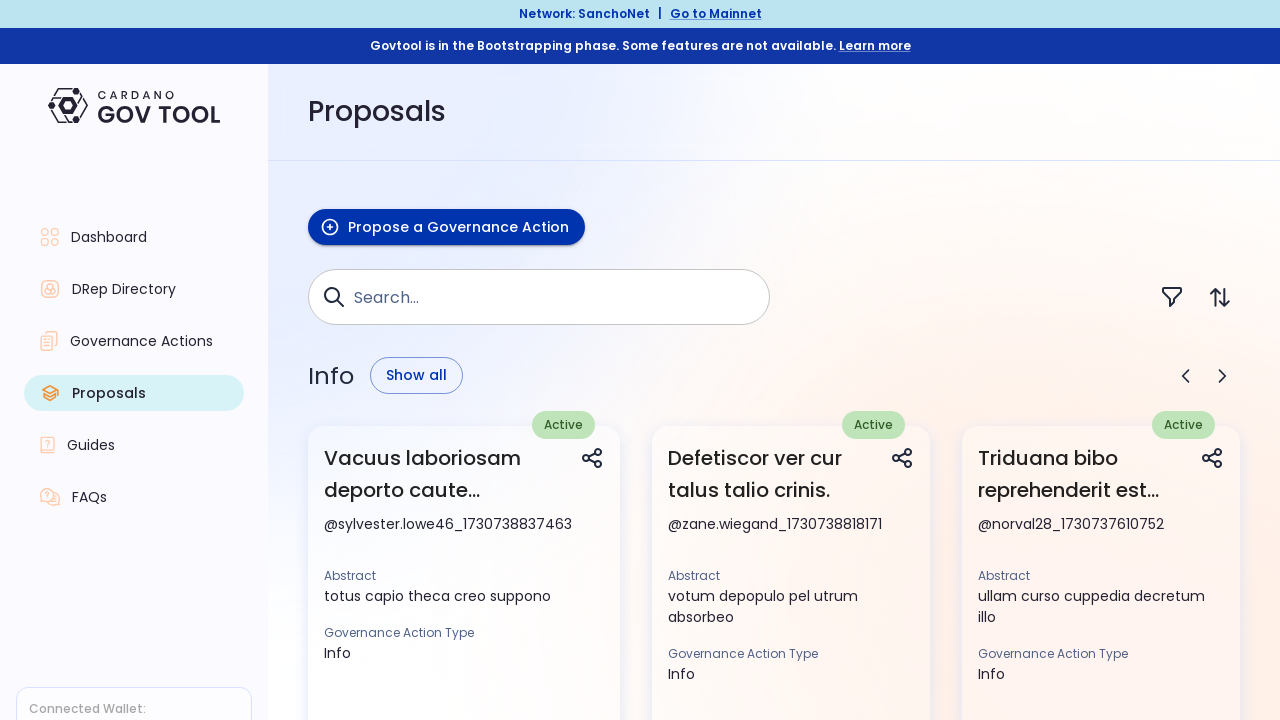 Network: SanchoNet | Go to Mainnet
Govtool is in the Bootstrapping phase. Some features are not available. Learn more
CARDANO
GOV TOOL
Dashboard
DRep Directory
Governance Actions
Proposals
Guides
FAQs
Connected Wallet:
Proposals
Propose a Governance Action
Search...
Info
Show all
Active
Vacuus laboriosam
deporto caute...
@sylvester.lowe46_1730738837463
Abstract
totus capio theca creo suppono
Governance Action Type
Info
Active
Defetiscor ver cur
talus talio crinis.
@zane.wiegand_1730738818171
Abstract
votum depopulo pel utrum
absorbeo
Governance Action Type
Info
Active
Triduana bibo
reprehenderit est...
@norval28_1730737610752
Abstract
ullam curso cuppedia decretum
illo
Governance Action Type
Info